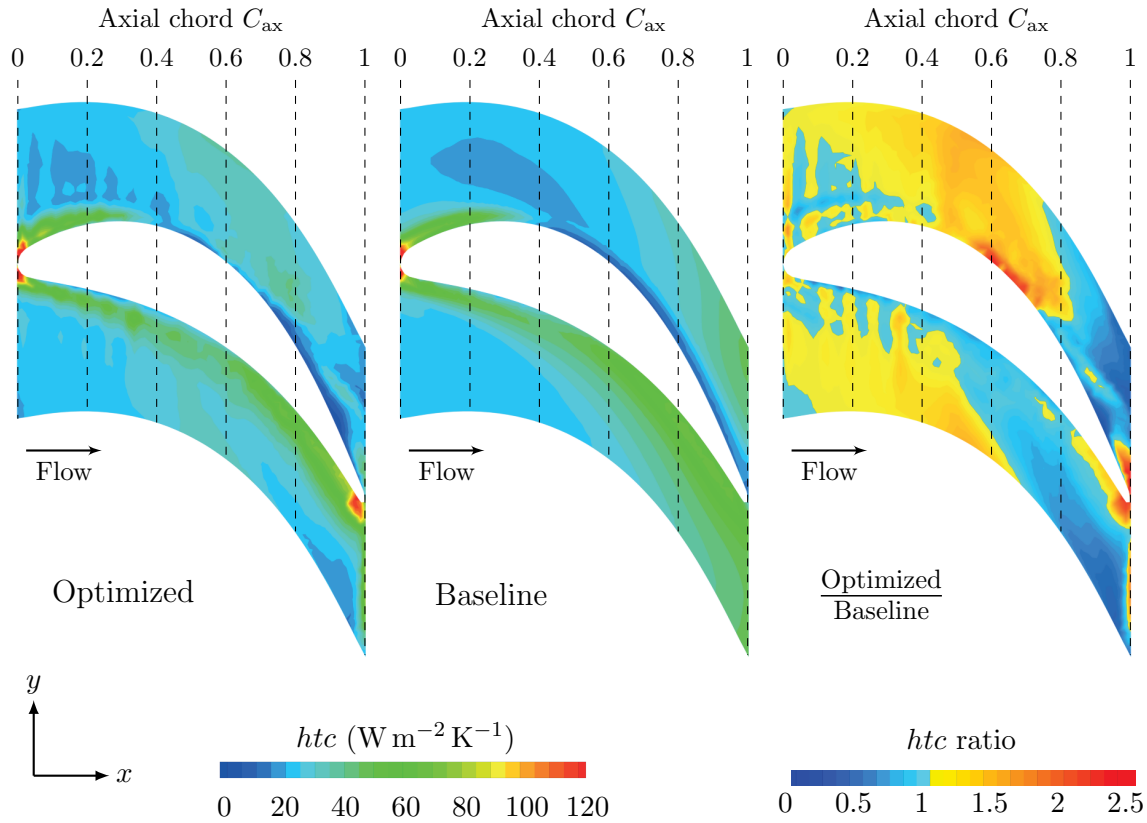 Axial chord C_ax Axial chord C_ax Axial chord C_ax
0 0.2 0.4 0.6 0.8 1 0 0.2 0.4 0.6 0.8 1 0 0.2 0.4 0.6 0.8 1
Flow Flow Flow
Optimized Baseline Optimized
Baseline
y
x
htc (W m⁻² K⁻¹) htc ratio
0 20 40 60 80 100 120 0 0.5 1 1.5 2 2.5